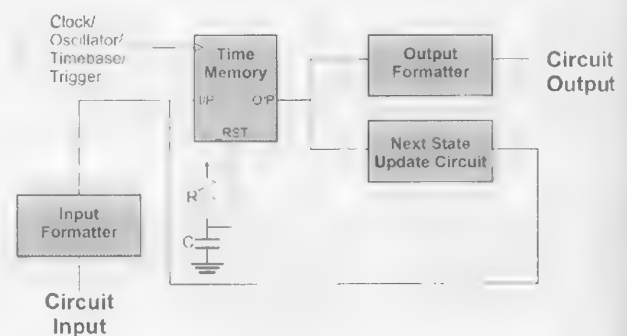 Clock/
Oscillator/
Timebase/
Trigger
Time
Memory
I/P O/P
RST
Output
Formatter
Circuit
Output
Next State
Update Circuit
R
C
Input
Formatter
Circuit
Input